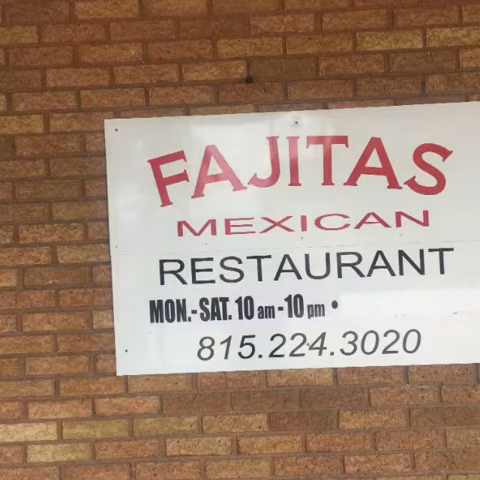 FAJITAS
MEXICAN
RESTAURANT
MON.-SAT. 10 am - 10 pm •
815.224.3020